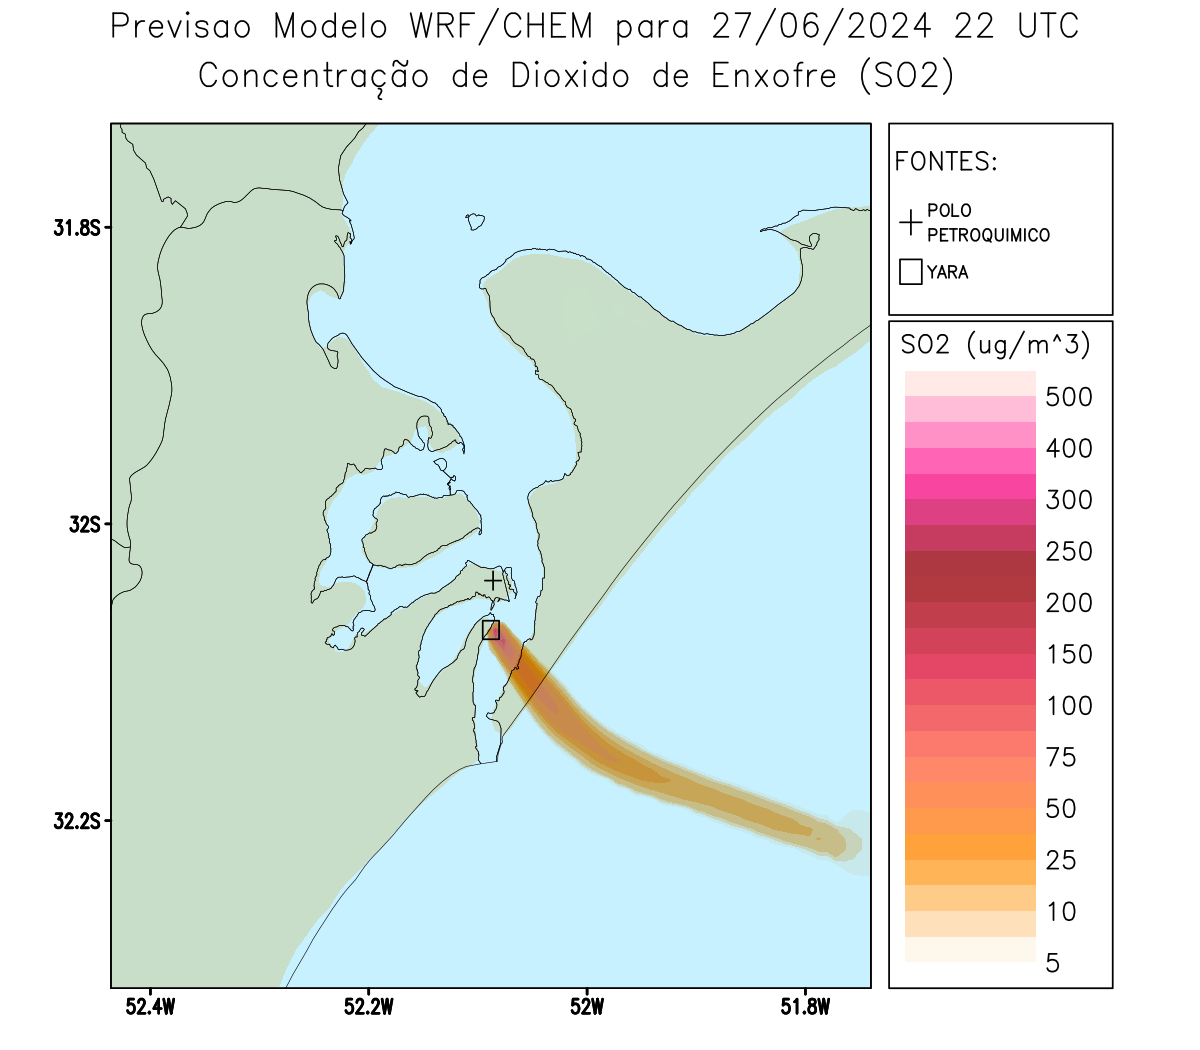 Previsao Modelo WRF/CHEM para 27/06/2024 22 UTC
Concentração de Dioxido de Enxofre (SO2)
FONTES:
POLO
PETROQUIMICO
YARA
SO2 (ug/m^3)
500
400
300
250
200
150
100
75
50
25
10
5
31.8S
32S
32.2S
52.4W
52.2W
52W
51.8W